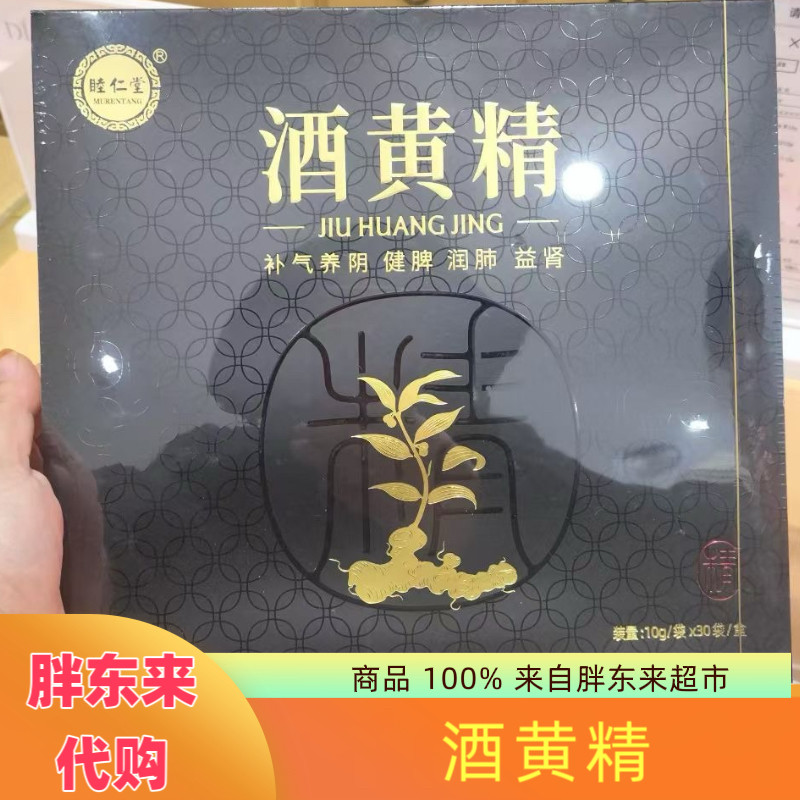 睦仁堂
MURENTANG
®
酒黄精
JIU HUANG JING
补气养阴 健脾 润肺 益肾
精
精
装量:10g/袋 x30袋/盒
商品 100% 来自胖东来超市
胖东来
代购
酒黄精